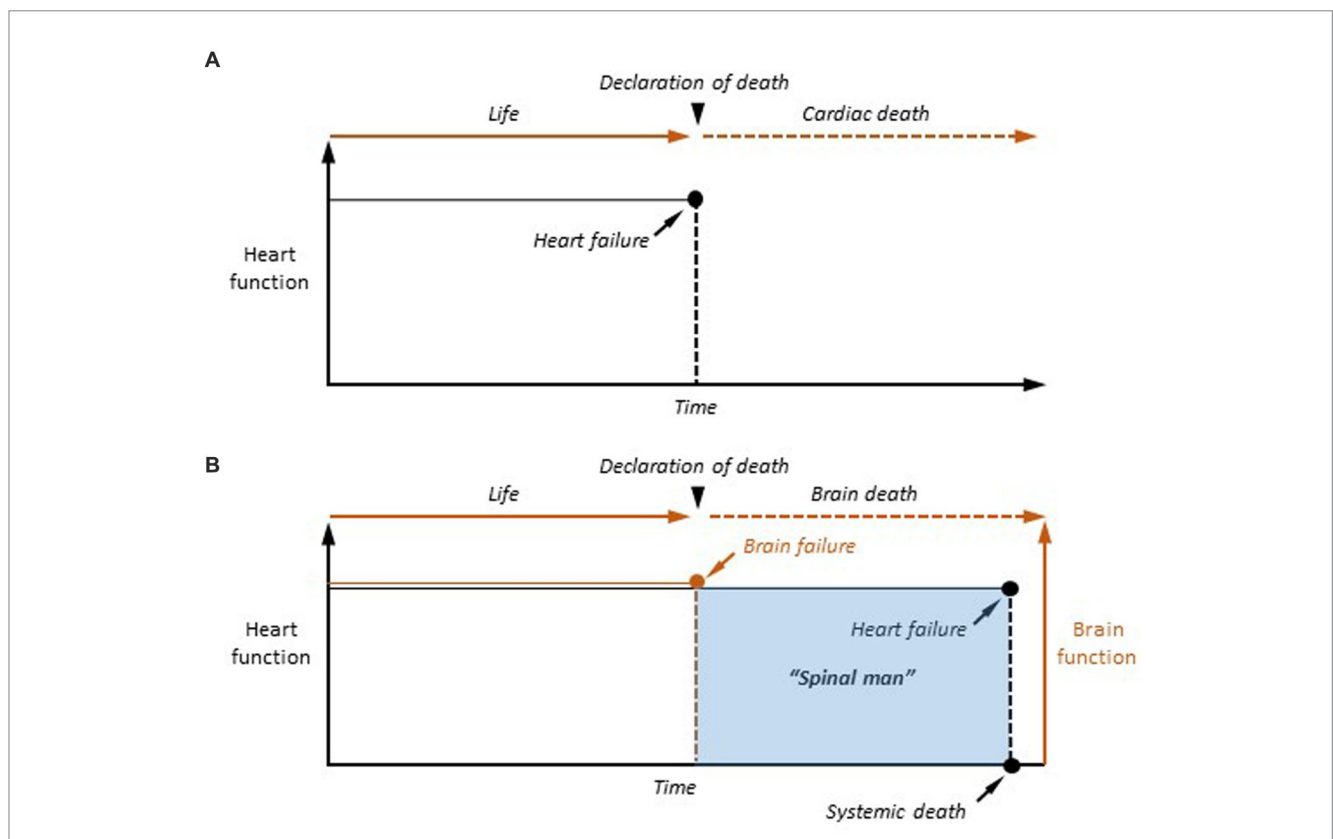 A
Declaration of death
Life
Cardiac death
Heart failure
Heart
function
Time
B
Declaration of death
Life
Brain death
Brain failure
Heart failure
Heart
function
Brain
function
“Spinal man”
Time
Systemic death